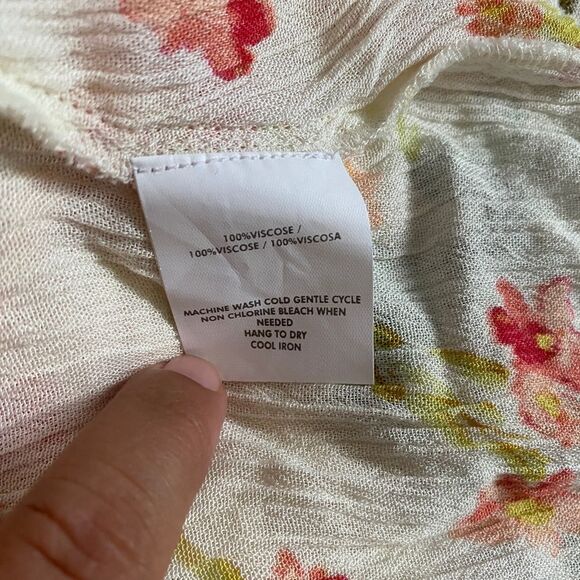 100%VISCOSE /
100%VISCOSE / 100%VISCOSA
MACHINE WASH COLD GENTLE CYCLE
NON CHLORINE BLEACH WHEN
NEEDED
HANG TO DRY
COOL IRON